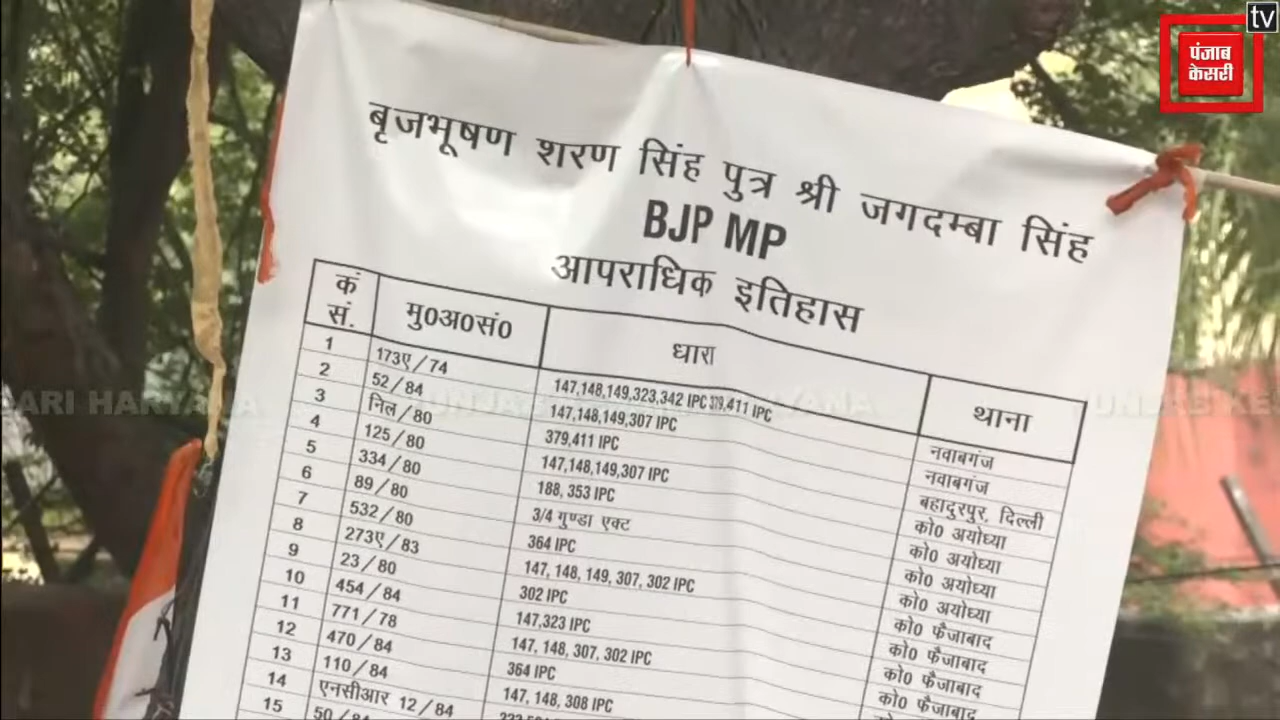 tv
पंजाब
केसरी
बृजभूषण शरण सिंह पुत्र श्री जगदम्बा सिंह
BJP MP
आपराधिक इतिहास
कं सं. मु0अ0सं0 धारा थाना
1 173ए/74 147,148,149,323,342 IPC 379,411 IPC नवाबगंज
2 52/84 147,148,149,307 IPC नवाबगंज
3 निल/80 379,411 IPC बहादुरपुर, दिल्ली
4 125/80 147,148,149,307 IPC को0 अयोध्या
5 334/80 188, 353 IPC को0 अयोध्या
6 89/80 3/4 गुण्डा एक्ट को0 अयोध्या
7 532/80 364 IPC को0 अयोध्या
8 273ए/83 147, 148, 149, 307, 302 IPC को0 फैजाबाद
9 23/80 302 IPC को0 फैजाबाद
10 454/84 147,323 IPC को0 फैजाबाद
11 771/78 147, 148, 307, 302 IPC को0 फैजाबाद
12 470/84 364 IPC
13 110/84 147, 148, 308 IPC
14 एनसीआर 12/84
15